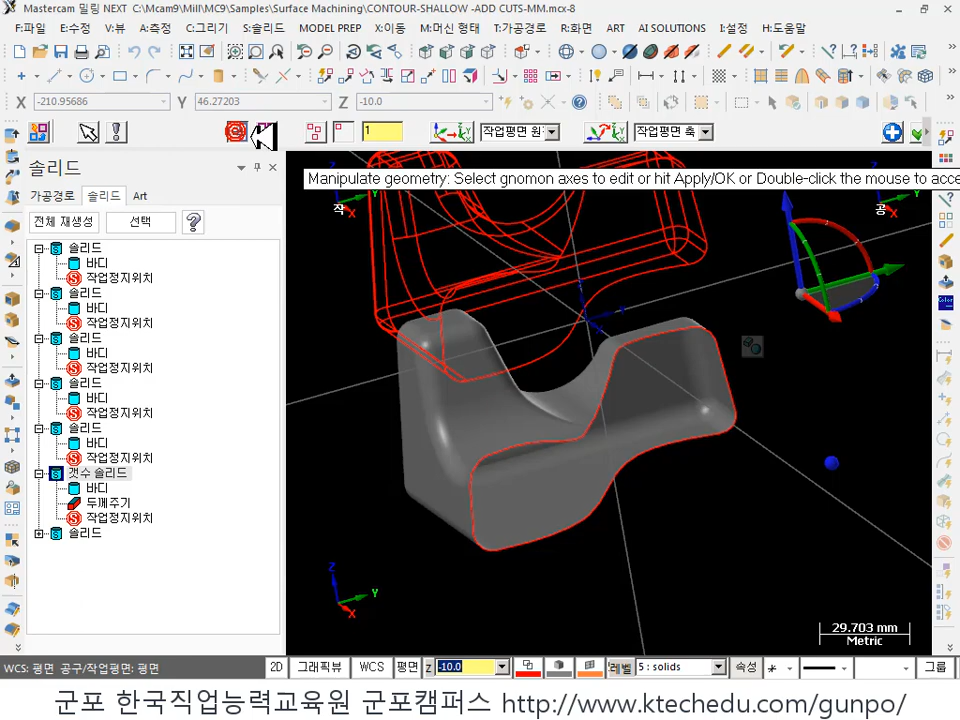 Mastercam 밀링 NEXT C:\Mcam9\Mill\MC9\Samples\Surface Machining\CONTOUR-SHALLOW -ADD CUTS-MM.mcx-8
F:파일 E:수정 V:뷰 A:측정 C:그리기 S:솔리드 MODEL PREP X:이동 M:머신 형태 T:가공경로 R:화면 ART AI SOLUTIONS I:설정 H:도움말
X -210.95686 Y 46.27203 Z -10.0
1 작업평면 원 작업평면 축
Manipulate geometry: Select gnomon axes to edit or hit Apply/OK or Double-click the mouse to acce
솔리드
가공경로 솔리드 Art
전체 재생성 선택
솔리드
바디
작업정지위치
솔리드
바디
작업정지위치
솔리드
바디
작업정지위치
솔리드
바디
작업정지위치
솔리드
바디
작업정지위치
갯수 솔리드
바디
두께주기
작업정지위치
솔리드
Z Y X 작
Y X 공
Z Y X
29.703 mm
Metric
WCS: 평면 공구/작업평면: 평면 2D 그래픽뷰 WCS 평면 Z -10.0 레벨 5 : solids 속성 그룹
군포 한국직업능력교육원 군포캠퍼스 http://www.ktechedu.com/gunpo/